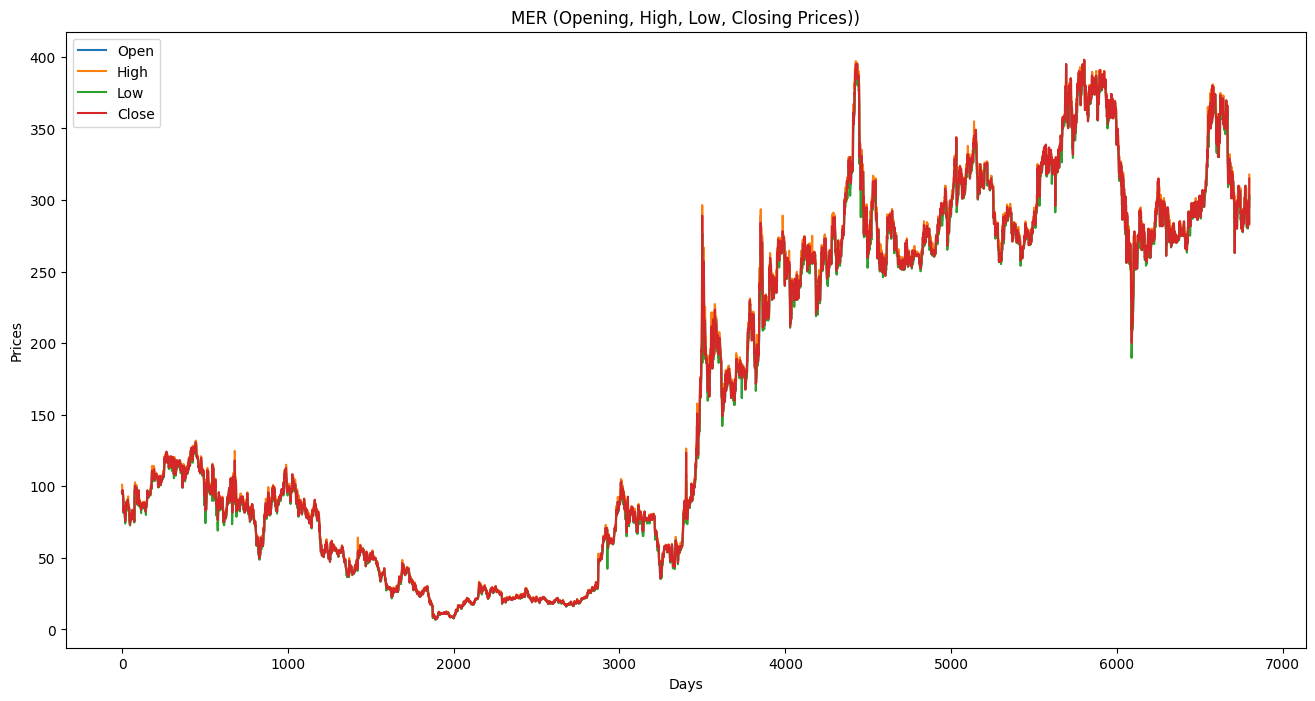 MER (Opening, High, Low, Closing Prices))
Open
High
Low
Close
Prices
400
350
300
250
200
150
100
50
0
0 1000 2000 3000 4000 5000 6000 7000
Days